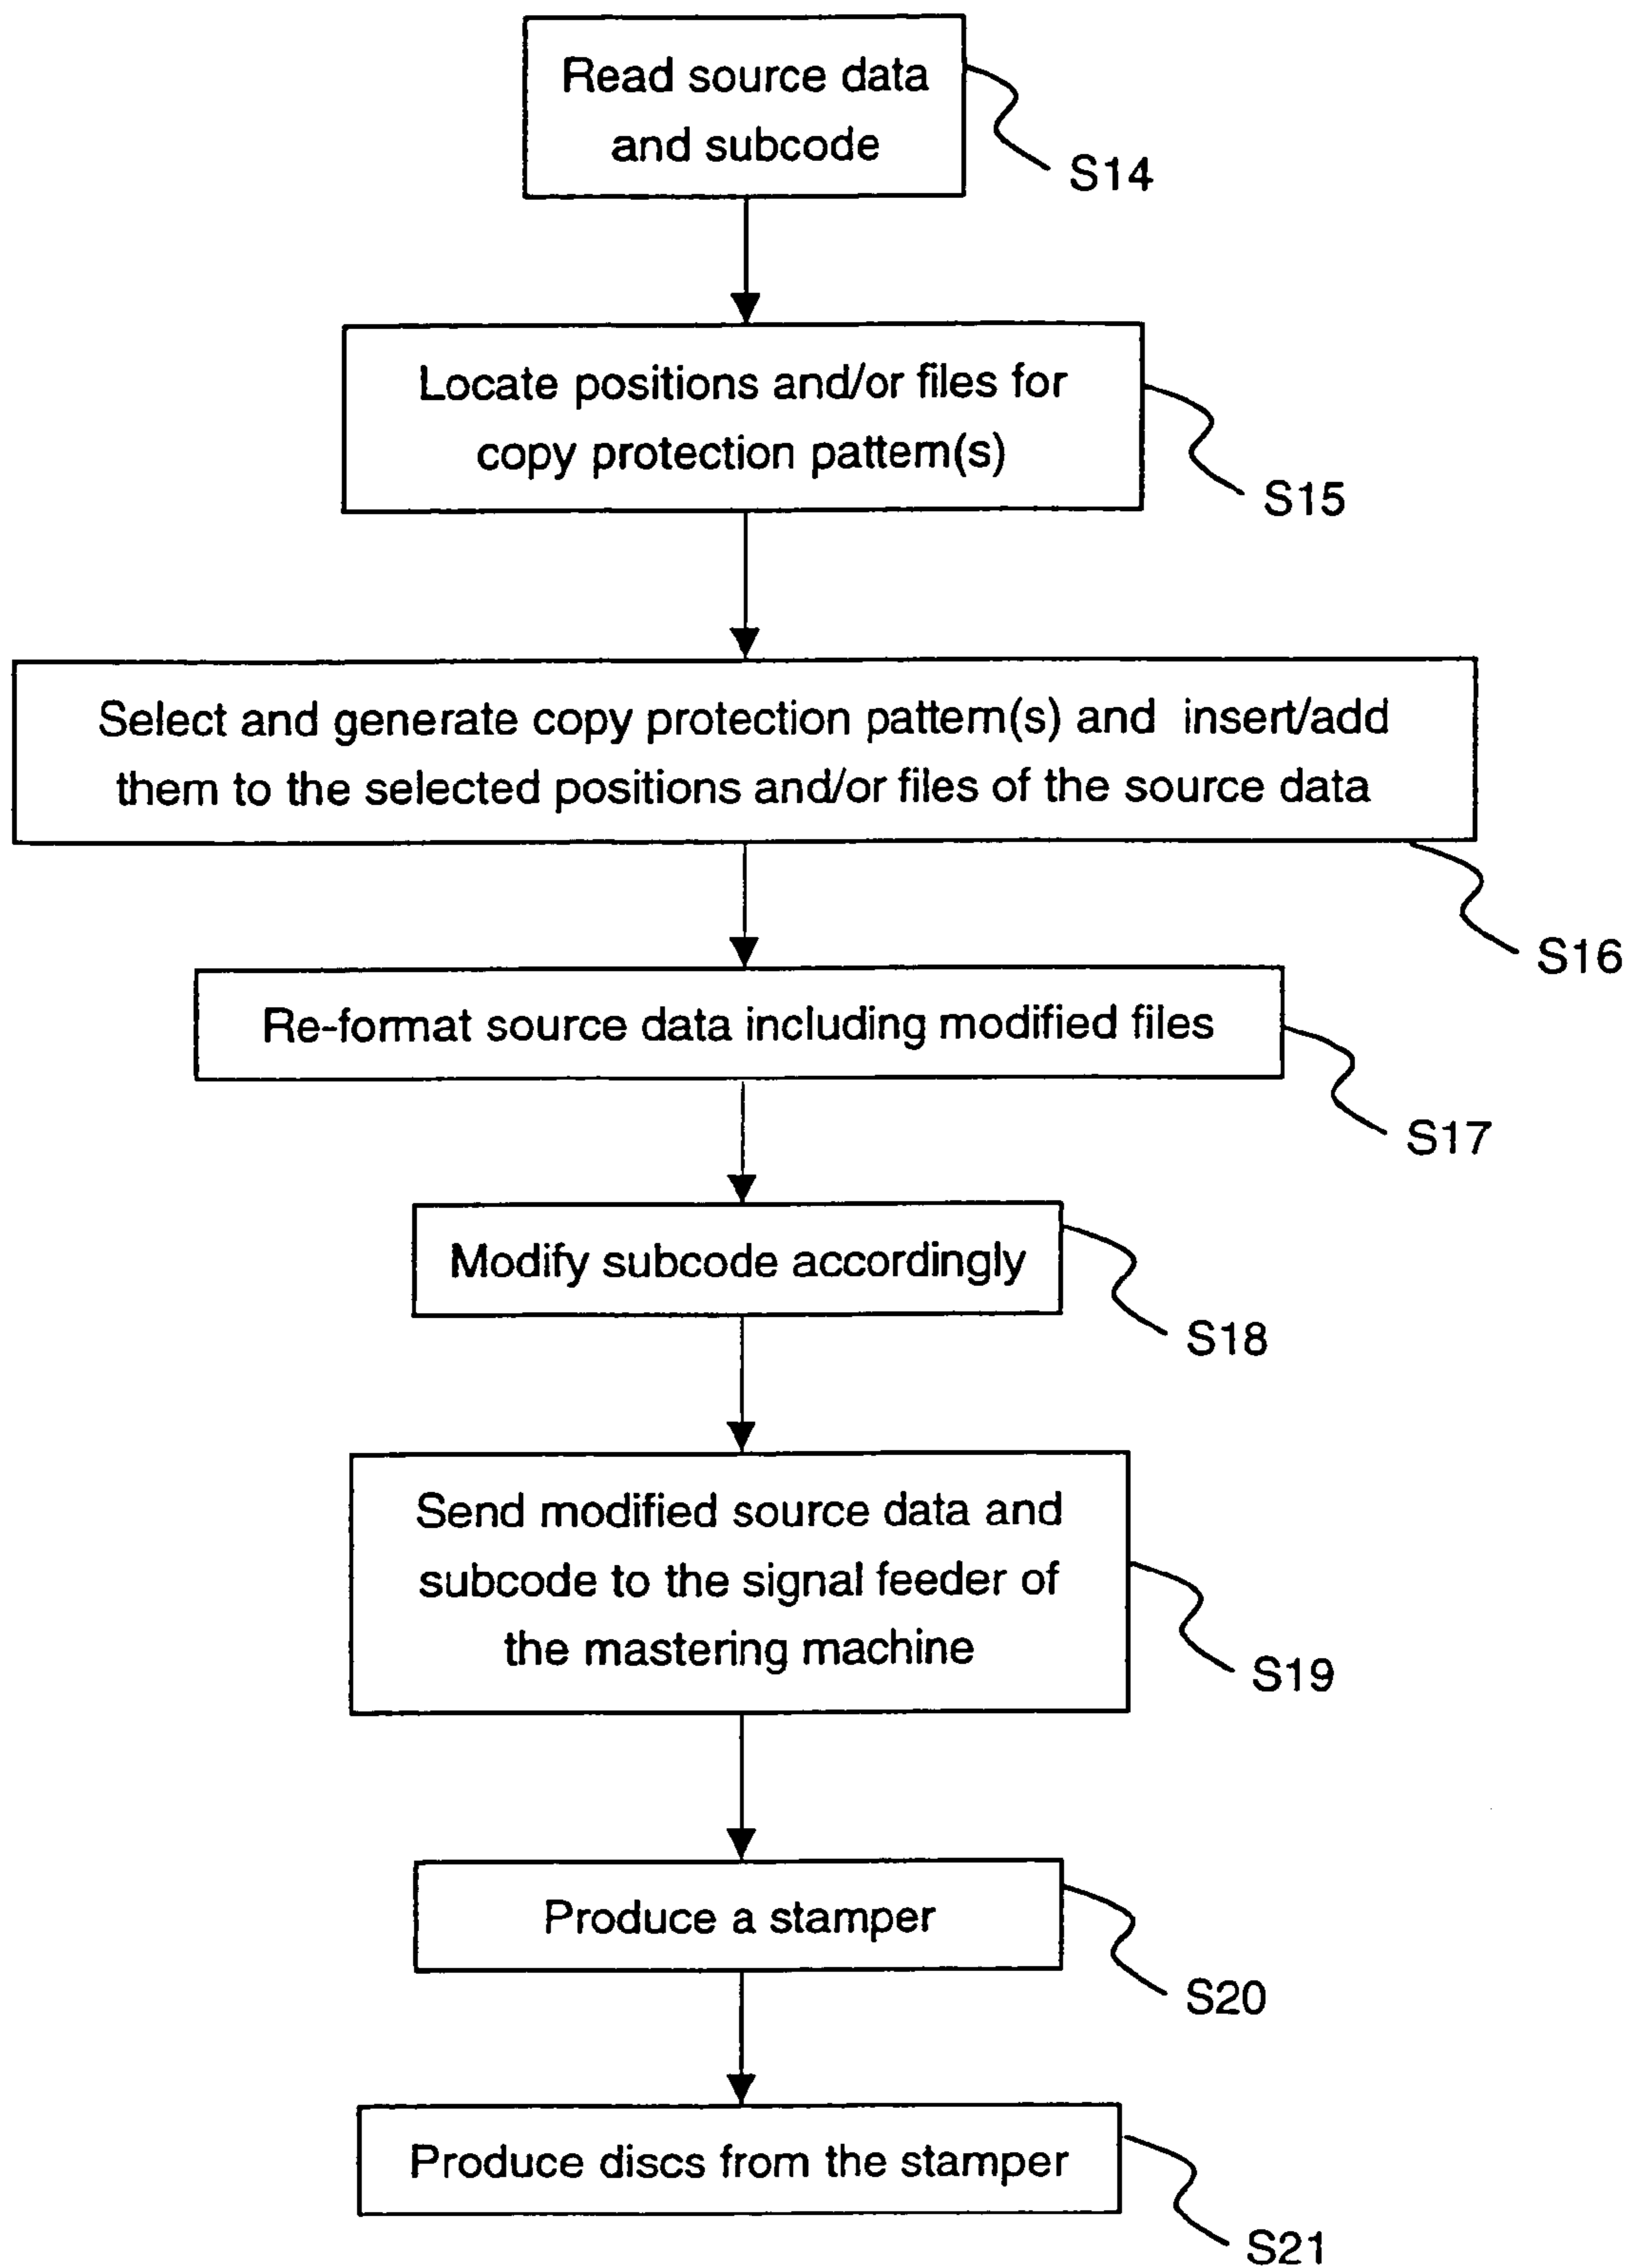 Read source data
and subcode
S14
Locate positions and/or files for
copy protection pattern(s)
S15
Select and generate copy protection pattern(s) and insert/add
them to the selected positions and/or files of the source data
S16
Re-format source data including modified files
S17
Modify subcode accordingly
S18
Send modified source data and
subcode to the signal feeder of
the mastering machine
S19
Produce a stamper
S20
Produce discs from the stamper
S21